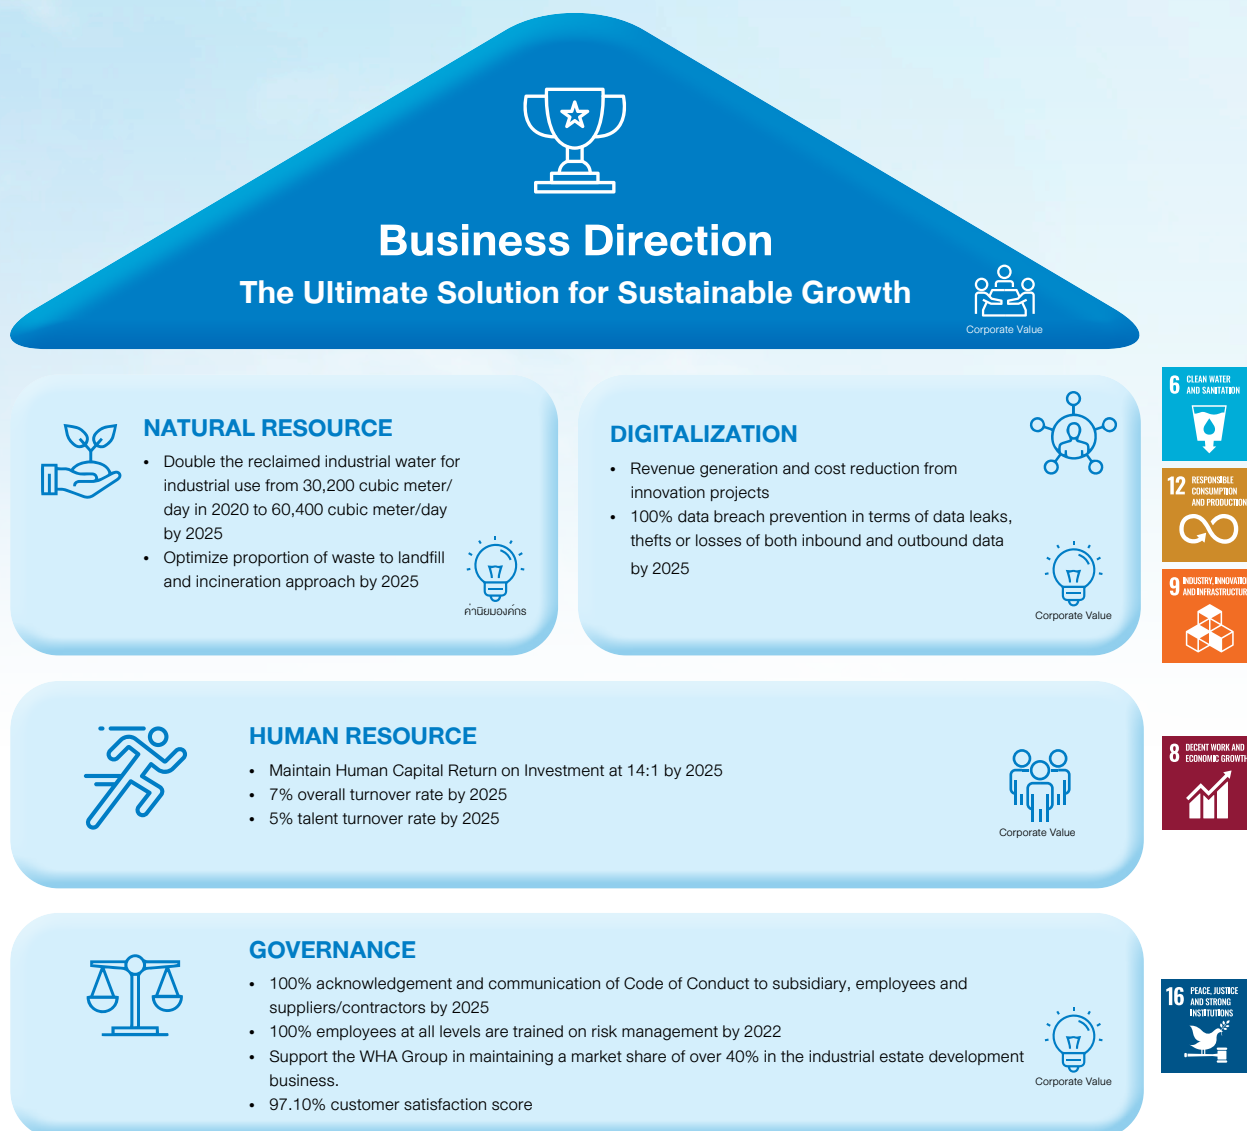 Business Direction
The Ultimate Solution for Sustainable Growth
Corporate Value
NATURAL RESOURCE
• Double the reclaimed industrial water for
industrial use from 30,200 cubic meter/
day in 2020 to 60,400 cubic meter/day
by 2025
• Optimize proportion of waste to landfill
and incineration approach by 2025
ค่านิยมองค์กร
DIGITALIZATION
• Revenue generation and cost reduction from
innovation projects
• 100% data breach prevention in terms of data leaks,
thefts or losses of both inbound and outbound data
by 2025
Corporate Value
6 CLEAN WATER
AND SANITATION
12 RESPONSIBLE
CONSUMPTION
AND PRODUCTION
9 INDUSTRY, INNOVATION
AND INFRASTRUCTURE
HUMAN RESOURCE
• Maintain Human Capital Return on Investment at 14:1 by 2025
• 7% overall turnover rate by 2025
• 5% talent turnover rate by 2025
Corporate Value
8 DECENT WORK AND
ECONOMIC GROWTH
GOVERNANCE
• 100% acknowledgement and communication of Code of Conduct to subsidiary, employees and
suppliers/contractors by 2025
• 100% employees at all levels are trained on risk management by 2022
• Support the WHA Group in maintaining a market share of over 40% in the industrial estate development
business.
• 97.10% customer satisfaction score
Corporate Value
16 PEACE, JUSTICE
AND STRONG
INSTITUTIONS